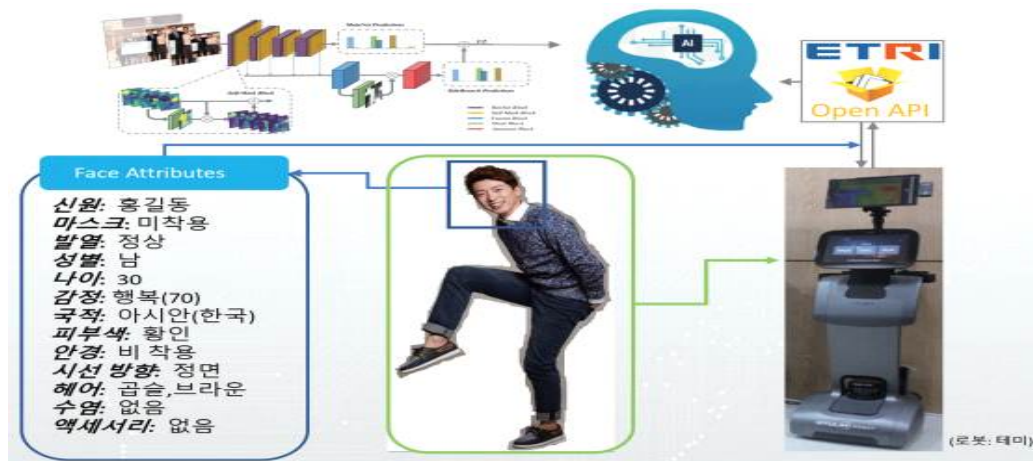 AI
ETRI
Open API
Face Attributes
신원: 홍길동
마스크: 미착용
발열: 정상
성별: 남
나이: 30
감정: 행복(70)
국적: 아시안(한국)
피부색: 황인
안경: 비 착용
시선 방향: 정면
헤어: 곱슬,브라운
수염: 없음
액세서리: 없음
(로봇: 테미)